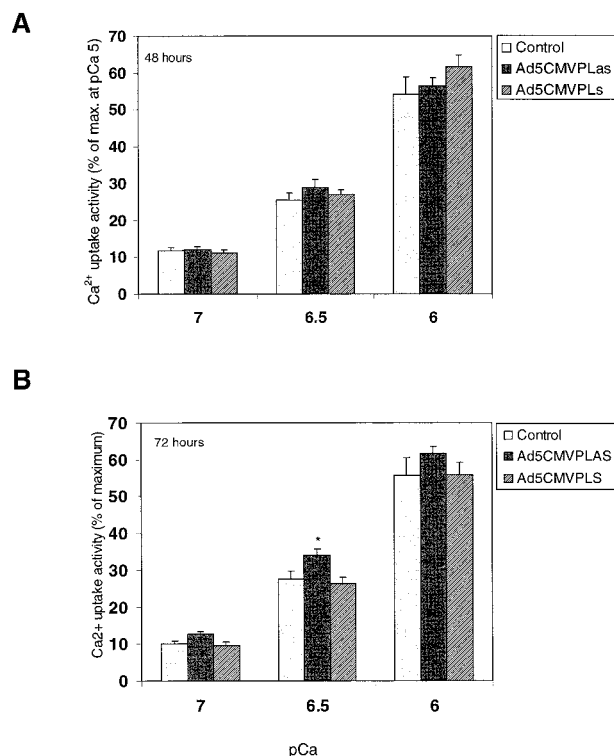 A
Ca²⁺ uptake activity (% of max. at pCa 5)
70
60
50
40
30
20
10
0
48 hours
7
6.5
6
Control
Ad5CMVPLas
Ad5CMVPLs
B
Ca2+ uptake activity (% of maximum)
70
60
50
40
30
20
10
0
72 hours
*
7
6.5
6
pCa
Control
Ad5CMVPLAS
Ad5CMVPLS